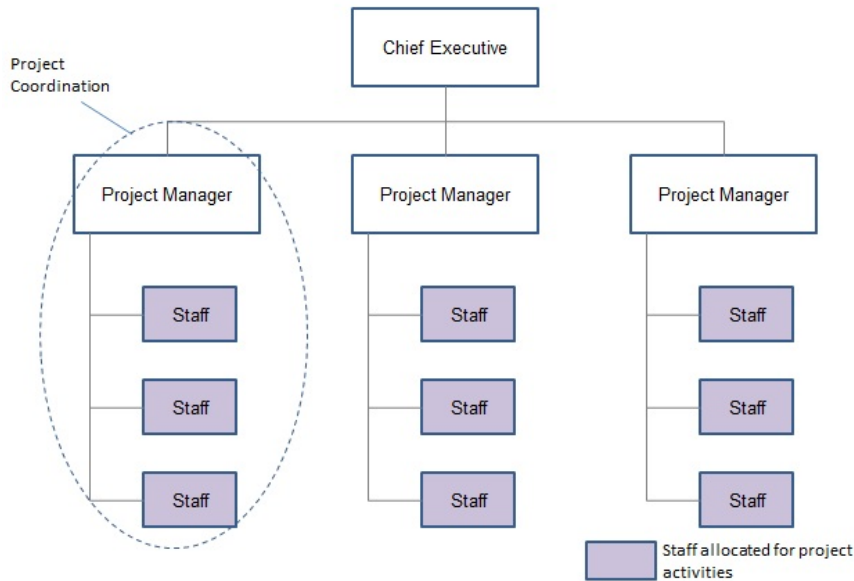 Chief Executive
Project
Coordination
Project Manager
Project Manager
Project Manager
Staff
Staff
Staff
Staff
Staff
Staff
Staff
Staff
Staff
Staff allocated for project
activities